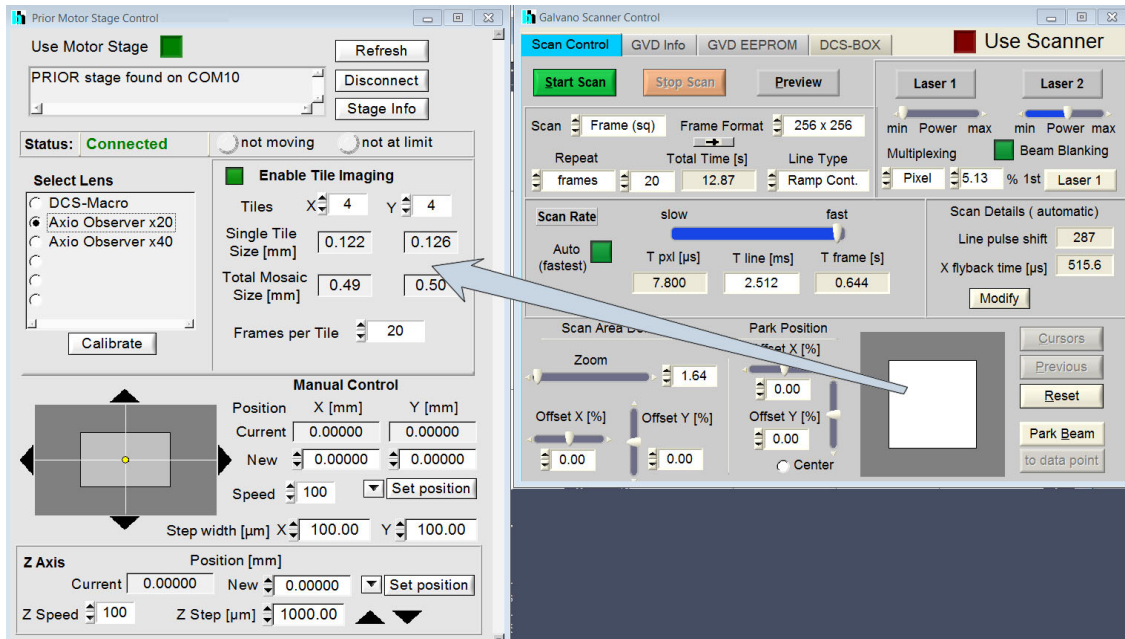 Prior Motor Stage Control
Use Motor Stage
Refresh
PRIOR stage found on COM10
Disconnect
Stage Info
Status: Connected not moving not at limit
Select Lens
DCS-Macro
Axio Observer x20
Axio Observer x40
Calibrate
Enable Tile Imaging
Tiles X 4 Y 4
Single Tile Size [mm] 0.122 0.126
Total Mosaic Size [mm] 0.49 0.50
Frames per Tile 20
Manual Control
Position X [mm] Y [mm]
Current 0.00000 0.00000
New 0.00000 0.00000
Speed 100 Set position
Step width [µm] X 100.00 Y 100.00
Z Axis Position [mm]
Current 0.00000 New 0.00000 Set position
Z Speed 100 Z Step [µm] 1000.00
Galvano Scanner Control
Scan Control GVD Info GVD EEPROM DCS-BOX Use Scanner
Start Scan Stop Scan Preview
Scan Frame (sq) Frame Format 256 x 256
Repeat Total Time [s] Line Type
frames 20 12.87 Ramp Cont.
Laser 1 Laser 2
min Power max min Power max
Multiplexing Beam Blanking
Pixel 5.13 % 1st Laser 1
Scan Rate slow fast
Auto (fastest)
T pxl [µs] T line [ms] T frame [s]
7.800 2.512 0.644
Scan Details ( automatic)
Line pulse shift 287
X flyback time [µs] 515.6
Modify
Scan Area
Zoom 1.64
Offset X [%] Offset Y [%]
0.00 0.00
Park Position
X [%]
0.00
Offset Y [%]
0.00
Center
Cursors
Previous
Reset
Park Beam
to data point